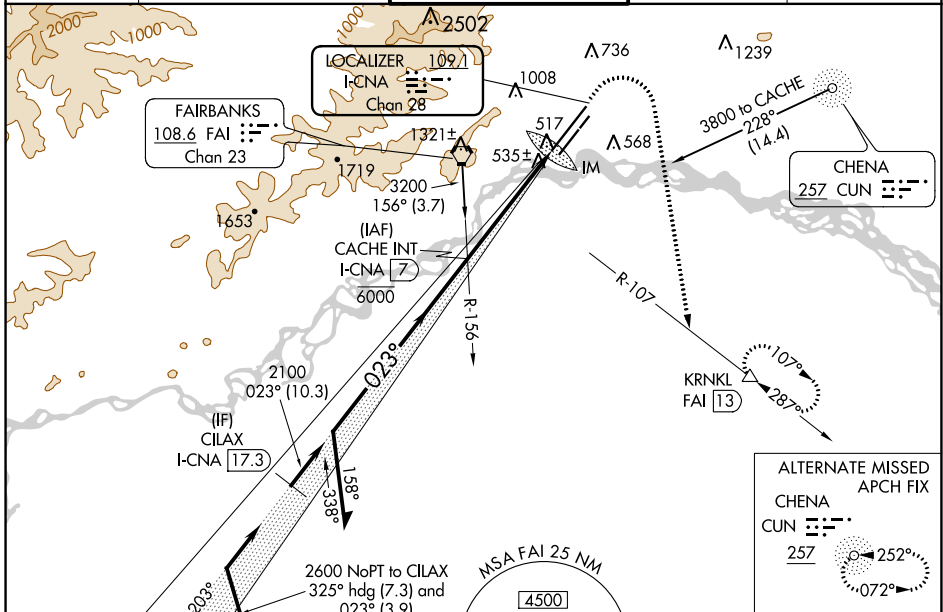 2000
1000
2502
1000
LOCALIZER 109.1
I-CNA
Chan 28
736
1239
1008
FAIRBANKS
108.6 FAI
Chan 23
3800 to CACHE
228°
(14.4)
1321±
517
535±
568
IM
1719
CHENA
257 CUN
3200
156° (3.7)
1653
(IAF)
CACHE INT
I-CNA 7
6000
R-156
R-107
023°
2100
023° (10.3)
KRNKL
FAI 13
107°
287°
(IF)
CILAX
I-CNA 17.3
158°
338°
ALTERNATE MISSED
APCH FIX
CHENA
CUN
257
252°
072°
203°
2600 NoPT to CILAX
325° hdg (7.3) and
023° (3.9)
MSA FAI 25 NM
4500